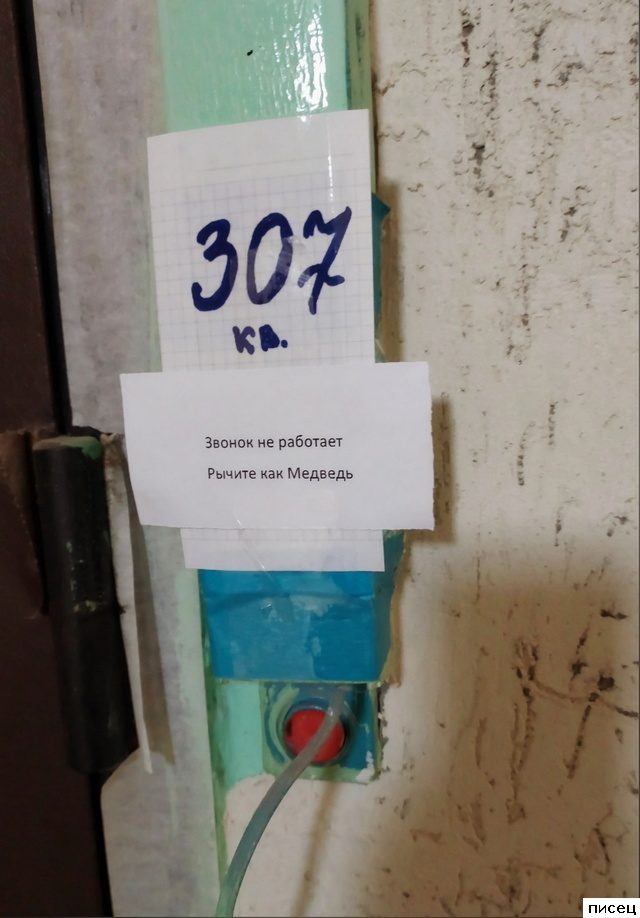 307
кв.
Звонок не работает
Рычите как Медведь
писец